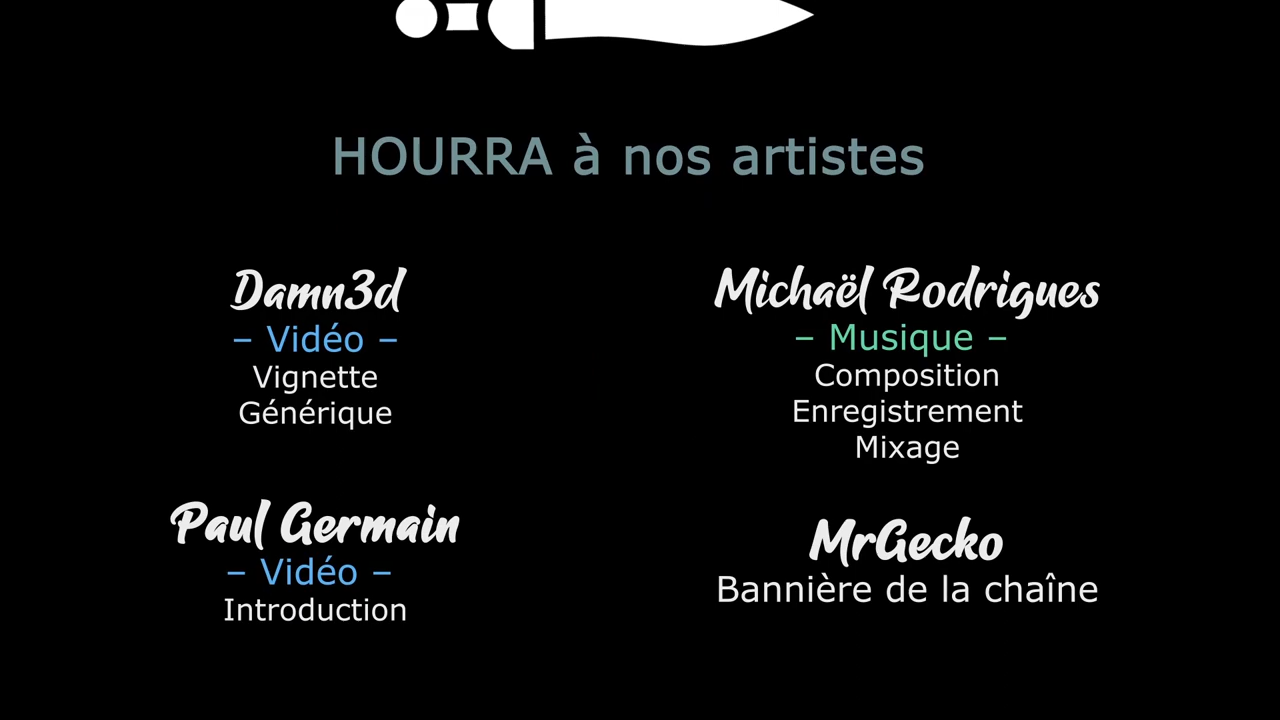 HOURRA à nos artistes
Damn3d
– Vidéo –
Vignette
Générique
Michaël Rodrigues
– Musique –
Composition
Enregistrement
Mixage
Paul Germain
– Vidéo –
Introduction
MrGecko
Bannière de la chaîne